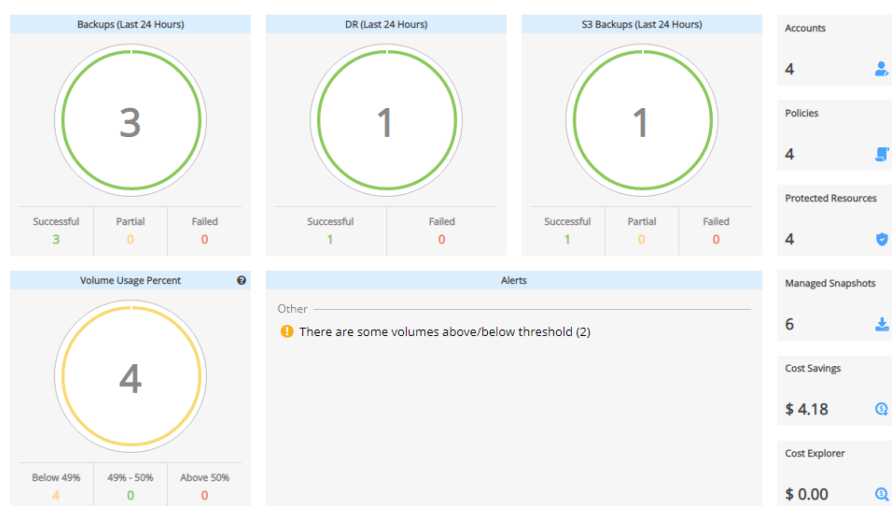 Backups (Last 24 Hours)
3
Successful Partial Failed
3 0 0
DR (Last 24 Hours)
1
Successful Failed
1 0
S3 Backups (Last 24 Hours)
1
Successful Partial Failed
1 0 0
Volume Usage Percent
4
Below 49% 49% - 50% Above 50%
4 0 0
Alerts
Other
There are some volumes above/below threshold (2)
Accounts
4
Policies
4
Protected Resources
4
Managed Snapshots
6
Cost Savings
$ 4.18
Cost Explorer
$ 0.00